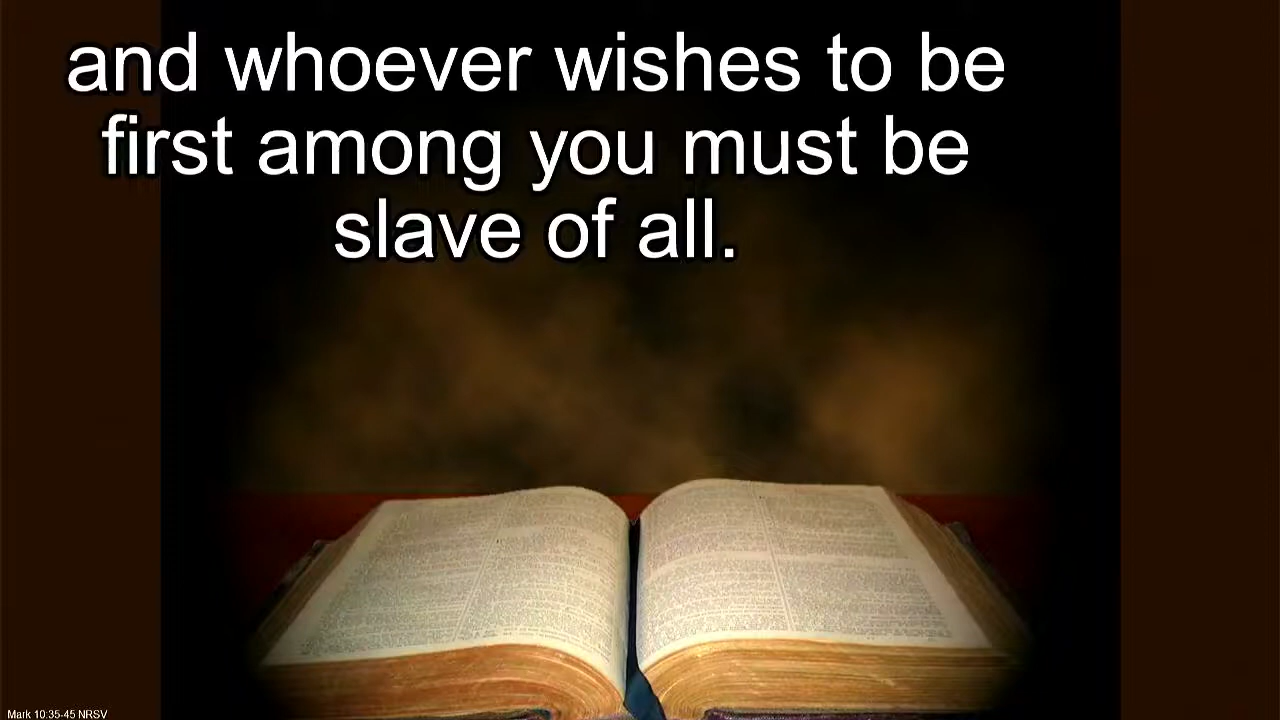 and whoever wishes to be
first among you must be
slave of all.
Mark 10:35-45 NRSV